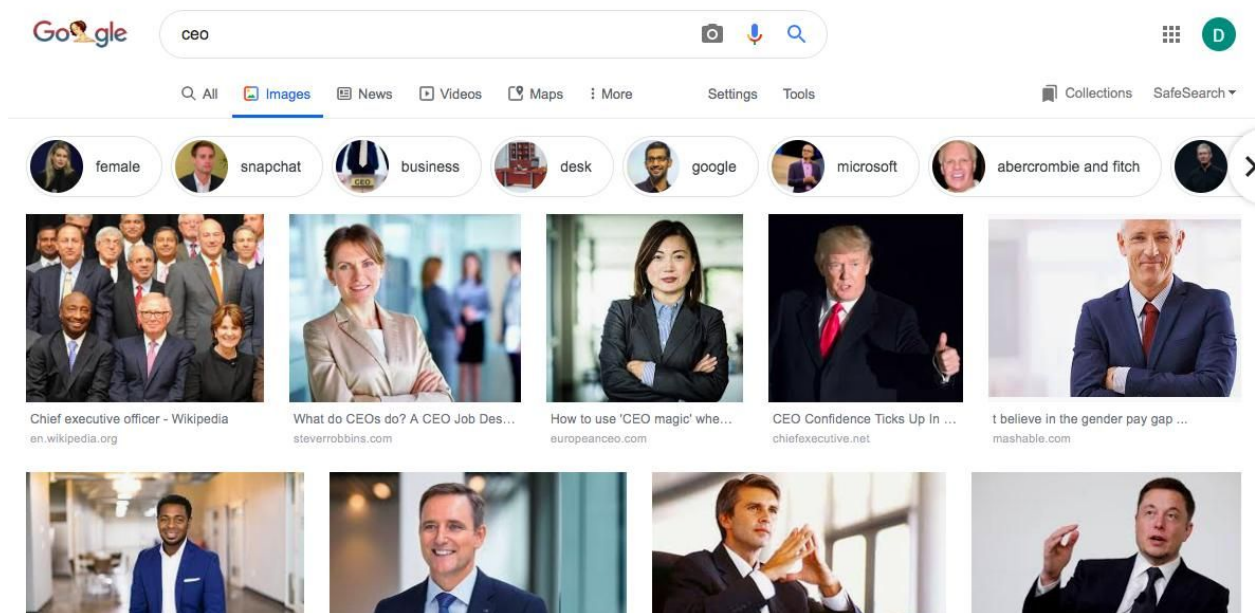 Google
ceo
D
All Images News Videos Maps More Settings Tools Collections SafeSearch
female snapchat business desk google microsoft abercrombie and fitch
CEO
Chief executive officer - Wikipedia
en.wikipedia.org
What do CEOs do? A CEO Job Des...
steverrobbins.com
How to use 'CEO magic' whe...
europeanceo.com
CEO Confidence Ticks Up In ...
chiefexecutive.net
t believe in the gender pay gap ...
mashable.com